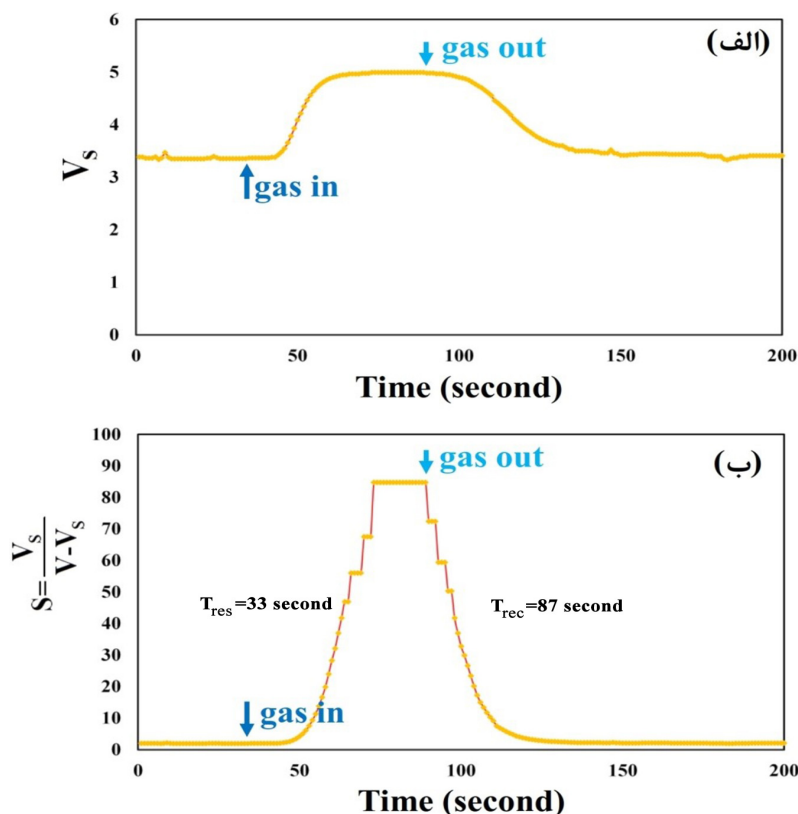 (الف)
6
5
4
3
2
1
0
V_s
gas out
gas in
0 50 100 150 200
Time (second)
(ب)
100
90
80
70
60
50
40
30
20
10
0
S=V_s/V-V_s
gas out
T_res=33 second
T_rec=87 second
gas in
0 50 100 150 200
Time (second)